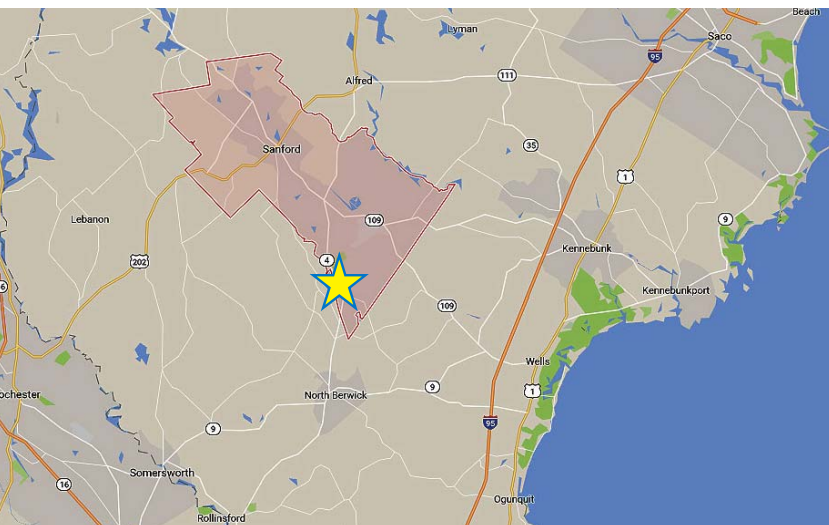 Beach
Lyman
Saco
95
111
Alfred
35
Sanford
1
Lebanon
109
9
202
4
Kennebunk
6
Kennebunkport
109
Wells
9
1
North Berwick
ochester
9
95
Somersworth
16
Ogunquit
Rollinsford